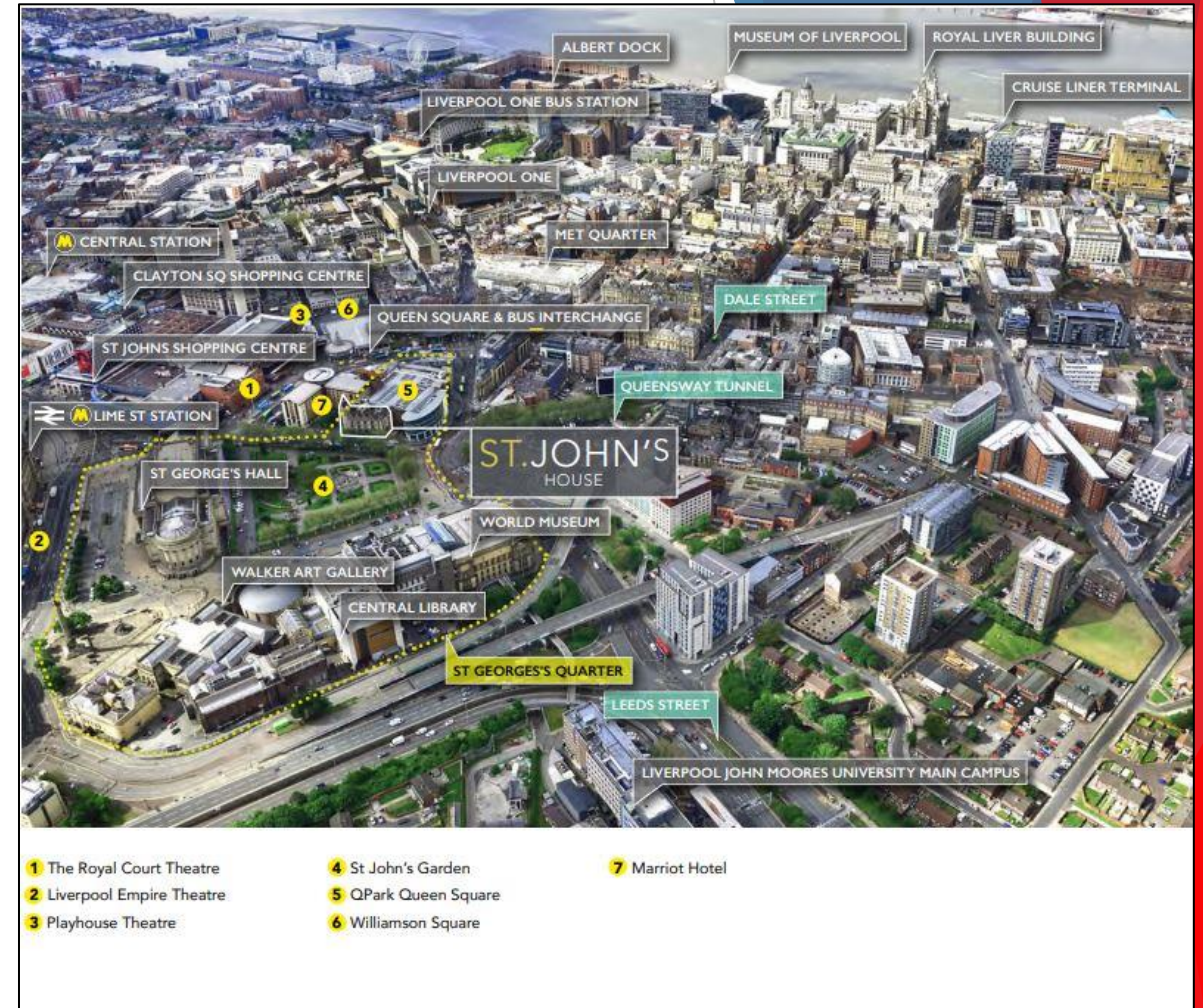 ALBERT DOCK
MUSEUM OF LIVERPOOL
ROYAL LIVER BUILDING
CRUISE LINER TERMINAL
LIVERPOOL ONE BUS STATION
LIVERPOOL ONE
M CENTRAL STATION
MET QUARTER
CLAYTON SQ SHOPPING CENTRE
DALE STREET
3
6
QUEEN SQUARE & BUS INTERCHANGE
ST JOHNS SHOPPING CENTRE
1
7
5
QUEENSWAY TUNNEL
M LIME ST STATION
ST.JOHN'S
HOUSE
ST GEORGE'S HALL
4
WORLD MUSEUM
2
WALKER ART GALLERY
CENTRAL LIBRARY
ST GEORGES'S QUARTER
LEEDS STREET
LIVERPOOL JOHN MOORES UNIVERSITY MAIN CAMPUS
1 The Royal Court Theatre
2 Liverpool Empire Theatre
3 Playhouse Theatre
4 St John's Garden
5 QPark Queen Square
6 Williamson Square
7 Marriot Hotel